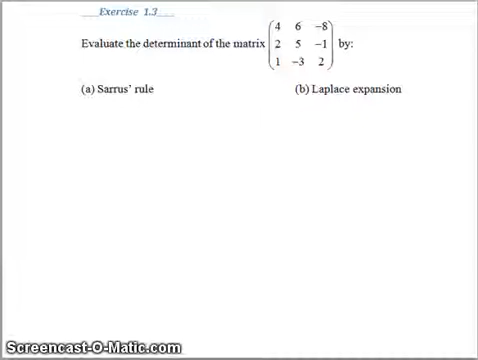 Exercise 1.3
4 6 −8
Evaluate the determinant of the matrix 2 5 −1 by:
1 −3 2
(a) Sarrus’ rule (b) Laplace expansion
Screencast-O-Matic.com